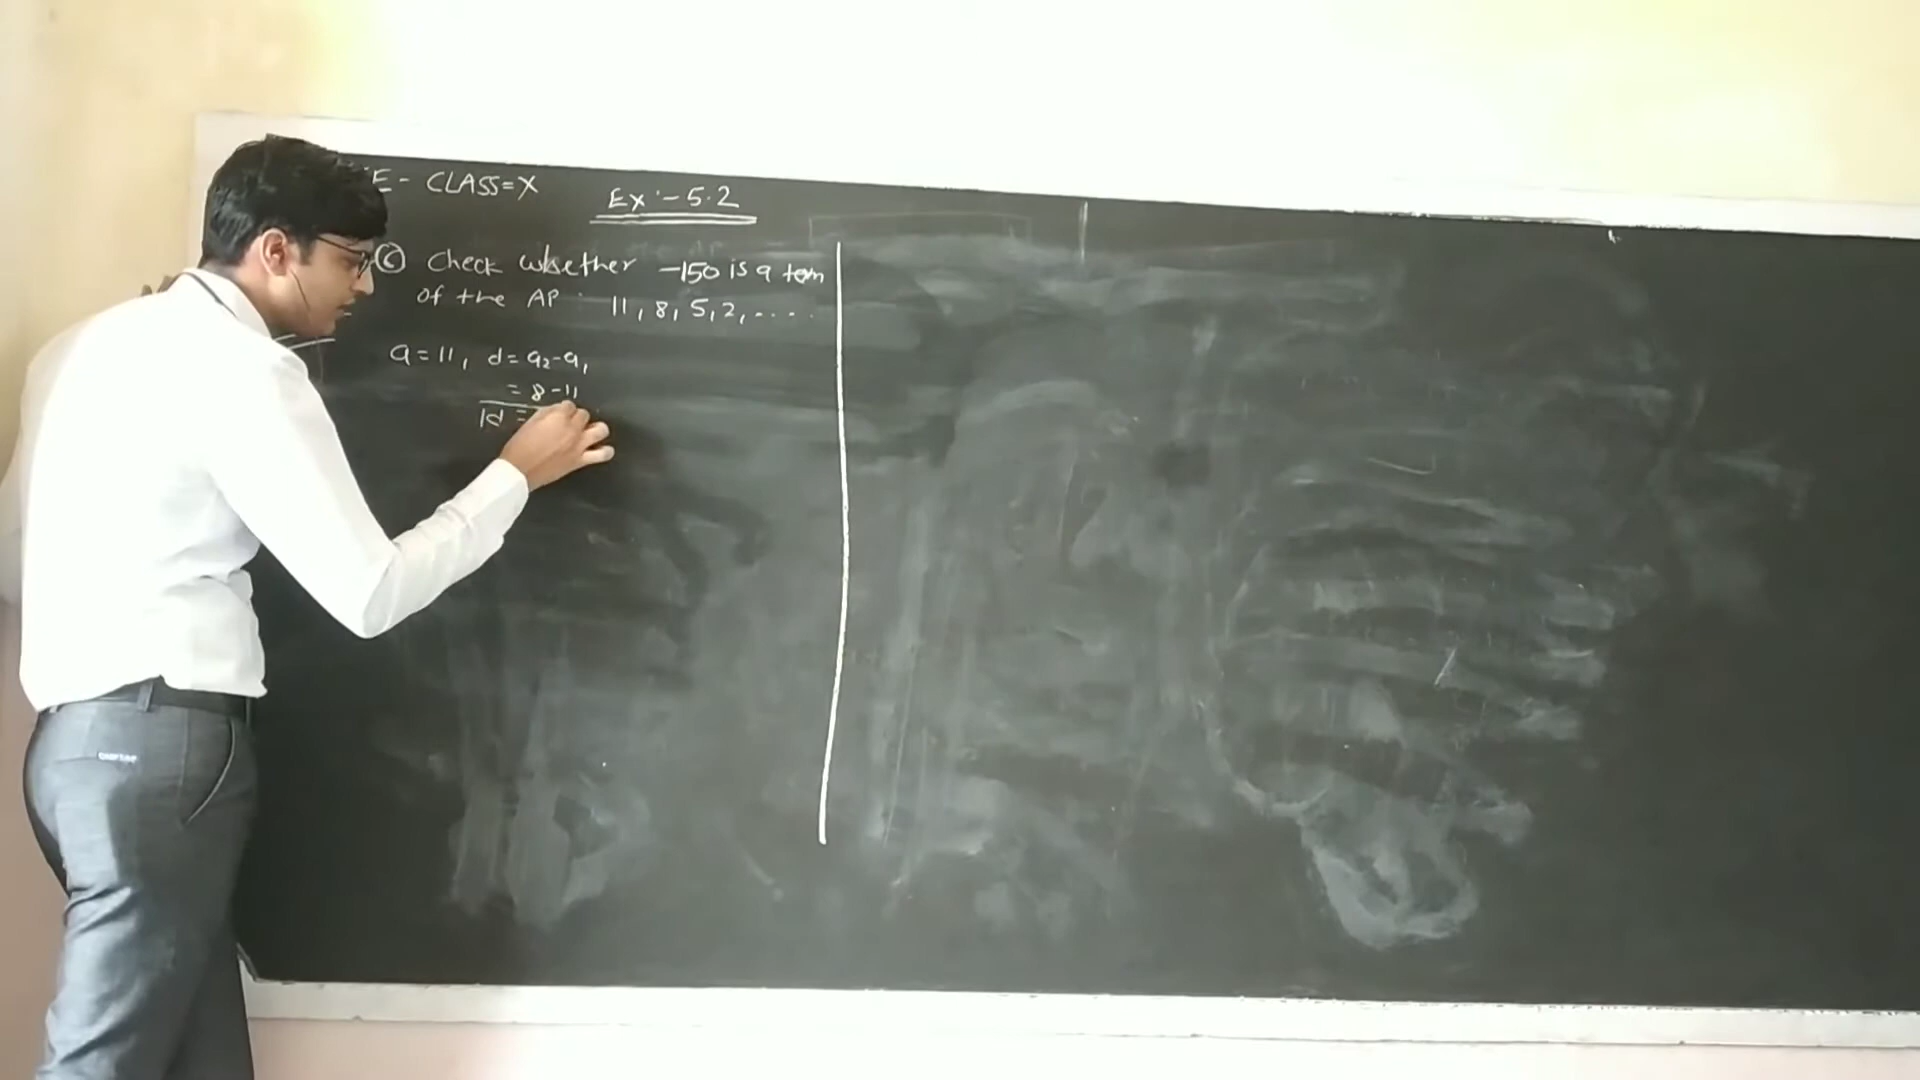 E- CLASS=X
Ex:-5.2
⑥ Check whether -150 is a term
of the AP: 11, 8, 5, 2, ....
a=11, d=a₂-a₁
=8-11
d=